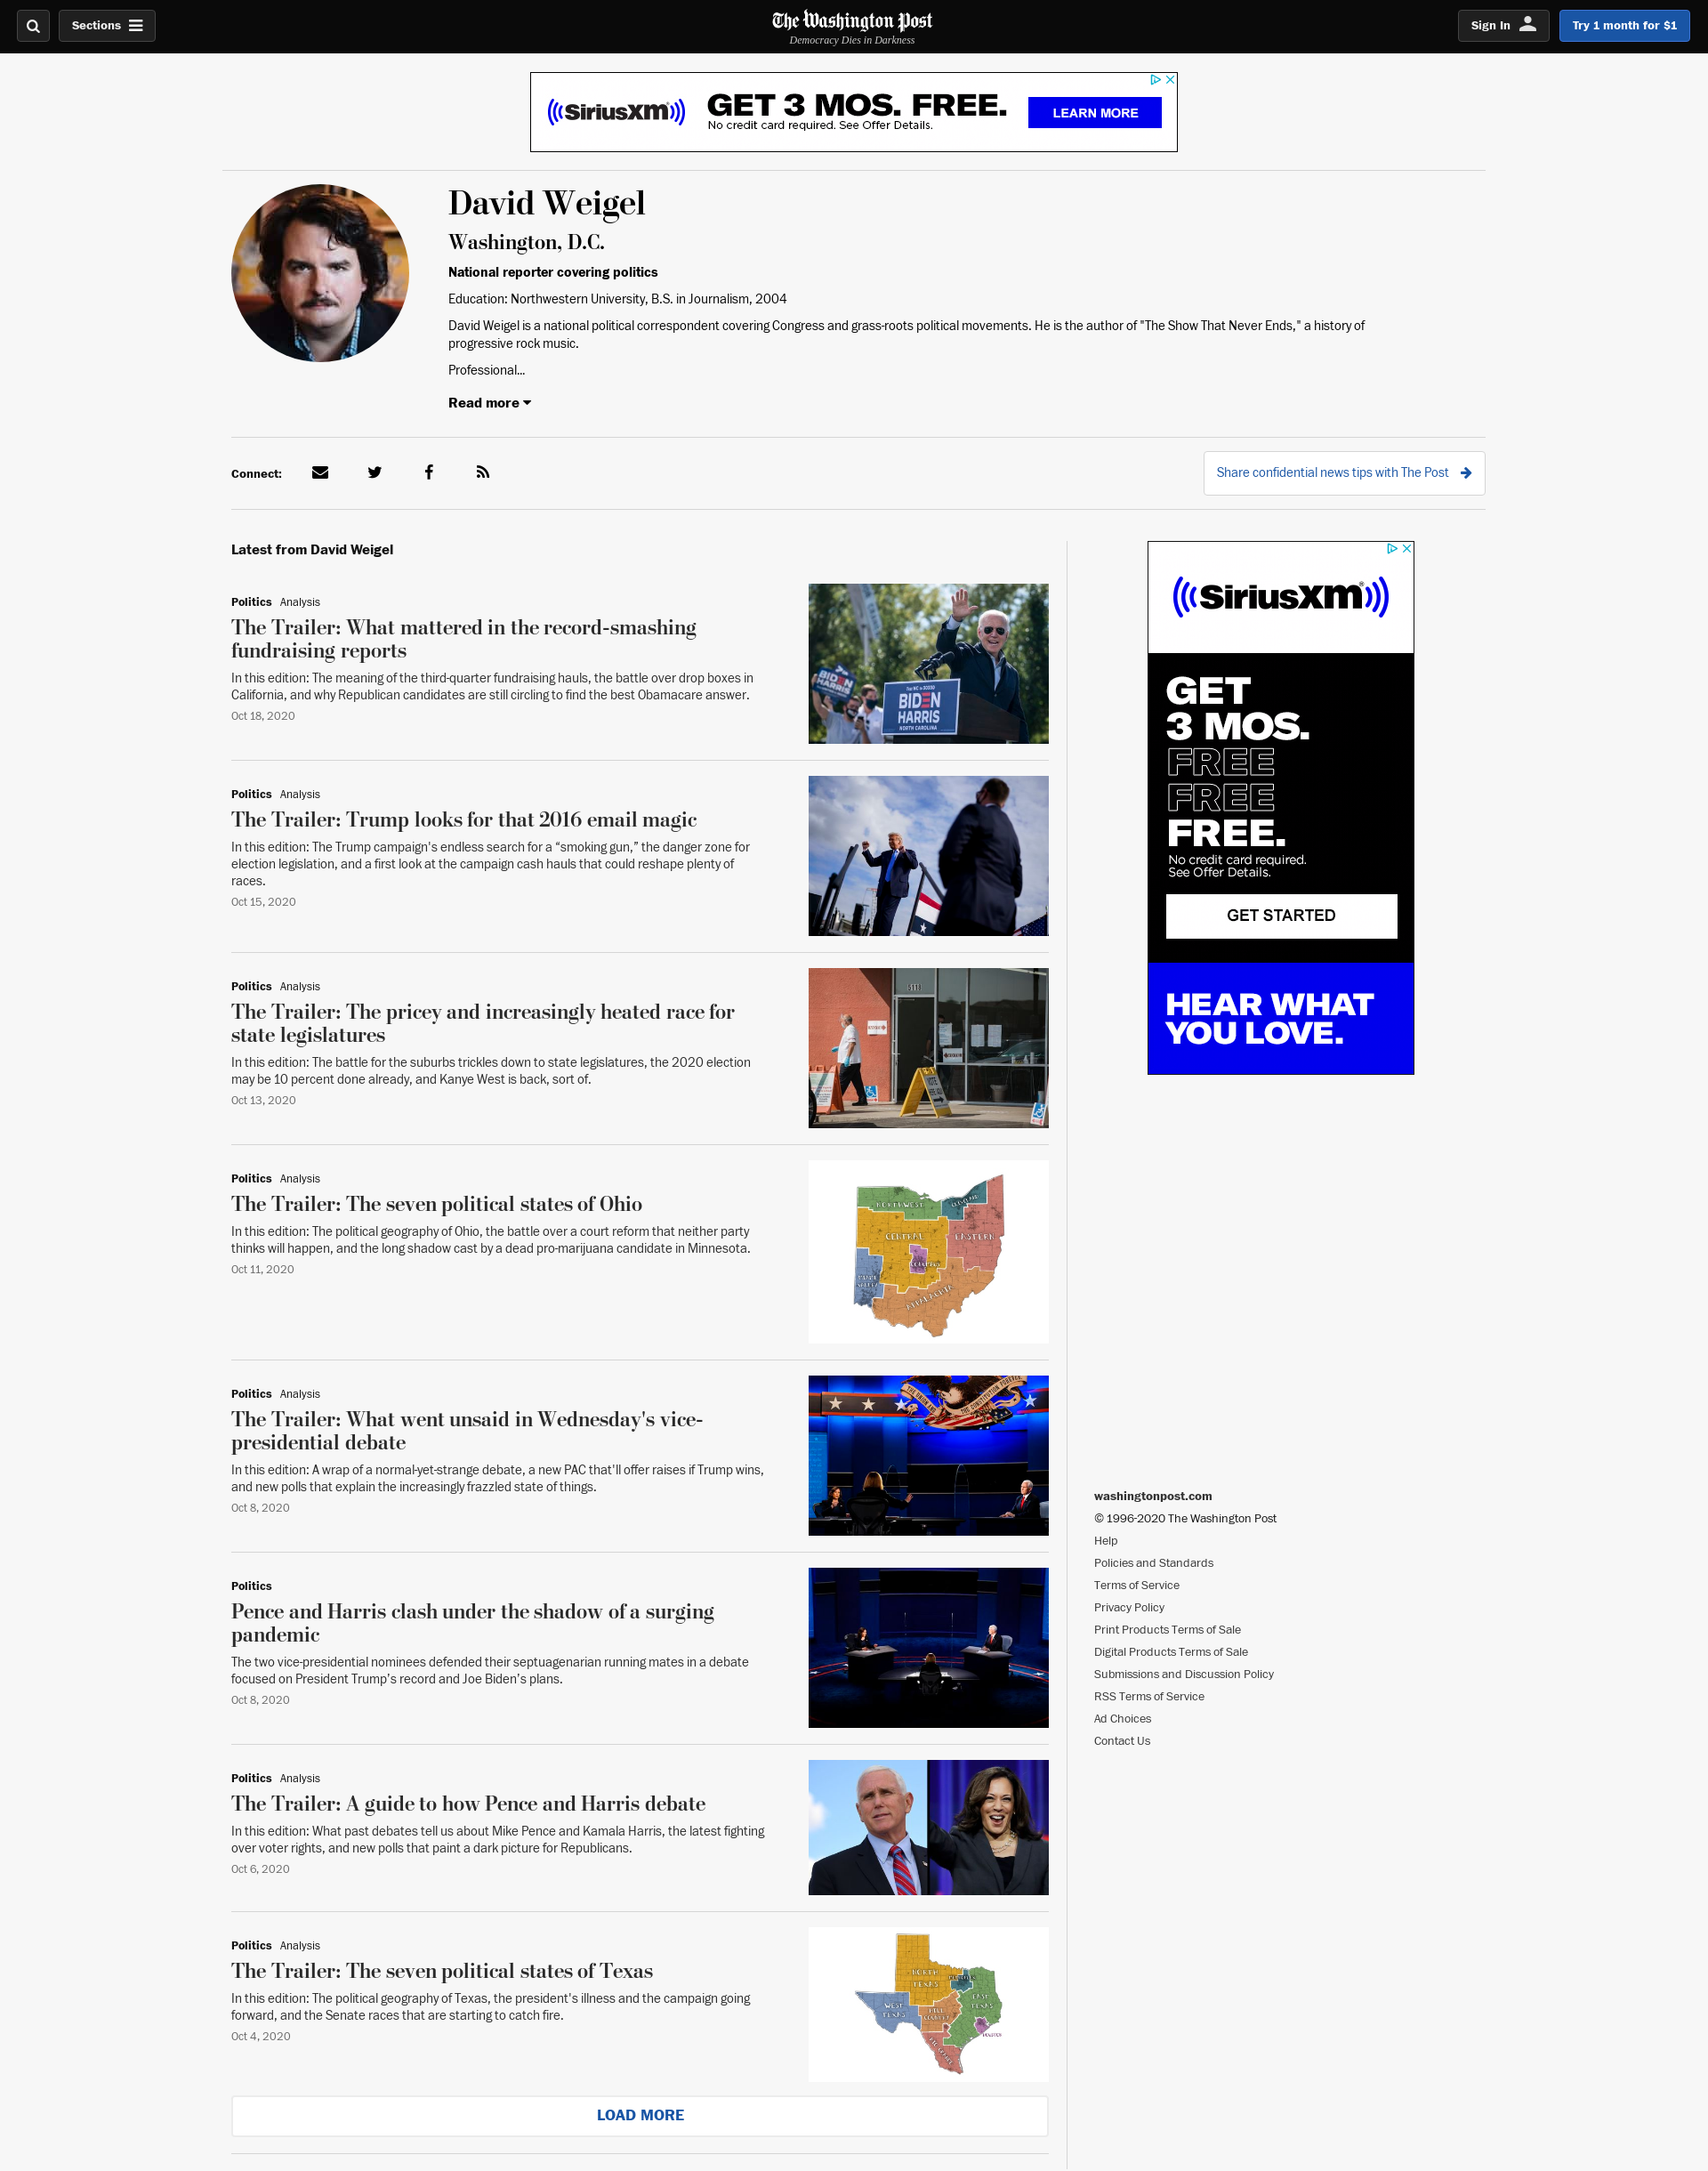 Sections
The Washington Post
Democracy Dies in Darkness
Sign In
Try 1 month for $1
SiriusXM
GET 3 MOS. FREE.
No credit card required. See Offer Details.
LEARN MORE
David Weigel
Washington, D.C.
National reporter covering politics
Education: Northwestern University, B.S. in Journalism, 2004
David Weigel is a national political correspondent covering Congress and grass-roots political movements. He is the author of "The Show That Never Ends," a history of
progressive rock music.
Professional...
Read more
Connect:
Share confidential news tips with The Post
Latest from David Weigel
Politics Analysis
The Trailer: What mattered in the record-smashing
fundraising reports
In this edition: The meaning of the third-quarter fundraising hauls, the battle over drop boxes in
California, and why Republican candidates are still circling to find the best Obamacare answer.
Oct 18, 2020
BIDEN
HARRIS
BIDEN
HARRIS
NORTH CAROLINA
Politics Analysis
The Trailer: Trump looks for that 2016 email magic
In this edition: The Trump campaign's endless search for a “smoking gun,” the danger zone for
election legislation, and a first look at the campaign cash hauls that could reshape plenty of
races.
Oct 15, 2020
Politics Analysis
The Trailer: The pricey and increasingly heated race for
state legislatures
In this edition: The battle for the suburbs trickles down to state legislatures, the 2020 election
may be 10 percent done already, and Kanye West is back, sort of.
Oct 13, 2020
VOTE
Politics Analysis
The Trailer: The seven political states of Ohio
In this edition: The political geography of Ohio, the battle over a court reform that neither party
thinks will happen, and the long shadow cast by a dead pro-marijuana candidate in Minnesota.
Oct 11, 2020
NORTHWEST
CENTRAL
EASTERN
Politics Analysis
The Trailer: What went unsaid in Wednesday's vice-
presidential debate
In this edition: A wrap of a normal-yet-strange debate, a new PAC that'll offer raises if Trump wins,
and new polls that explain the increasingly frazzled state of things.
Oct 8, 2020
Politics
Pence and Harris clash under the shadow of a surging
pandemic
The two vice-presidential nominees defended their septuagenarian running mates in a debate
focused on President Trump's record and Joe Biden's plans.
Oct 8, 2020
Politics Analysis
The Trailer: A guide to how Pence and Harris debate
In this edition: What past debates tell us about Mike Pence and Kamala Harris, the latest fighting
over voter rights, and new polls that paint a dark picture for Republicans.
Oct 6, 2020
Politics Analysis
The Trailer: The seven political states of Texas
In this edition: The political geography of Texas, the president's illness and the campaign going
forward, and the Senate races that are starting to catch fire.
Oct 4, 2020
NORTH
TEXAS
WEST
TEXAS
EAST
TEXAS
HILL
COUNTRY
HOUSTON
LOAD MORE
SiriusXM
GET
3 MOS.
FREE
FREE
FREE.
No credit card required.
See Offer Details.
GET STARTED
HEAR WHAT
YOU LOVE.
washingtonpost.com
© 1996-2020 The Washington Post
Help
Policies and Standards
Terms of Service
Privacy Policy
Print Products Terms of Sale
Digital Products Terms of Sale
Submissions and Discussion Policy
RSS Terms of Service
Ad Choices
Contact Us